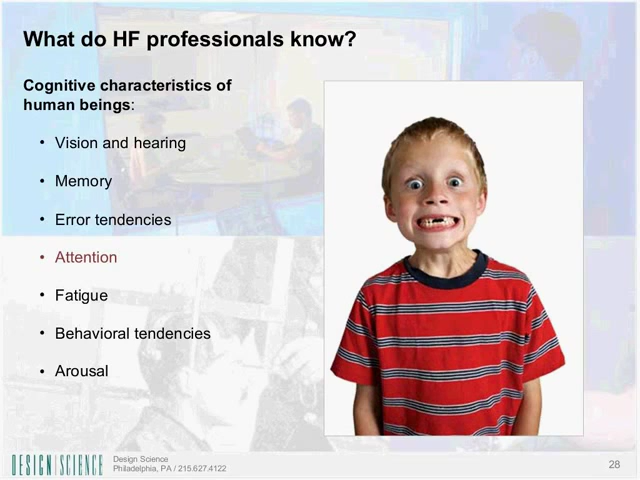 What do HF professionals know?
Cognitive characteristics of
human beings:
• Vision and hearing
• Memory
• Error tendencies
• Attention
• Fatigue
• Behavioral tendencies
• Arousal
DESIGN SCIENCE
Design Science
Philadelphia, PA / 215.627.4122
28